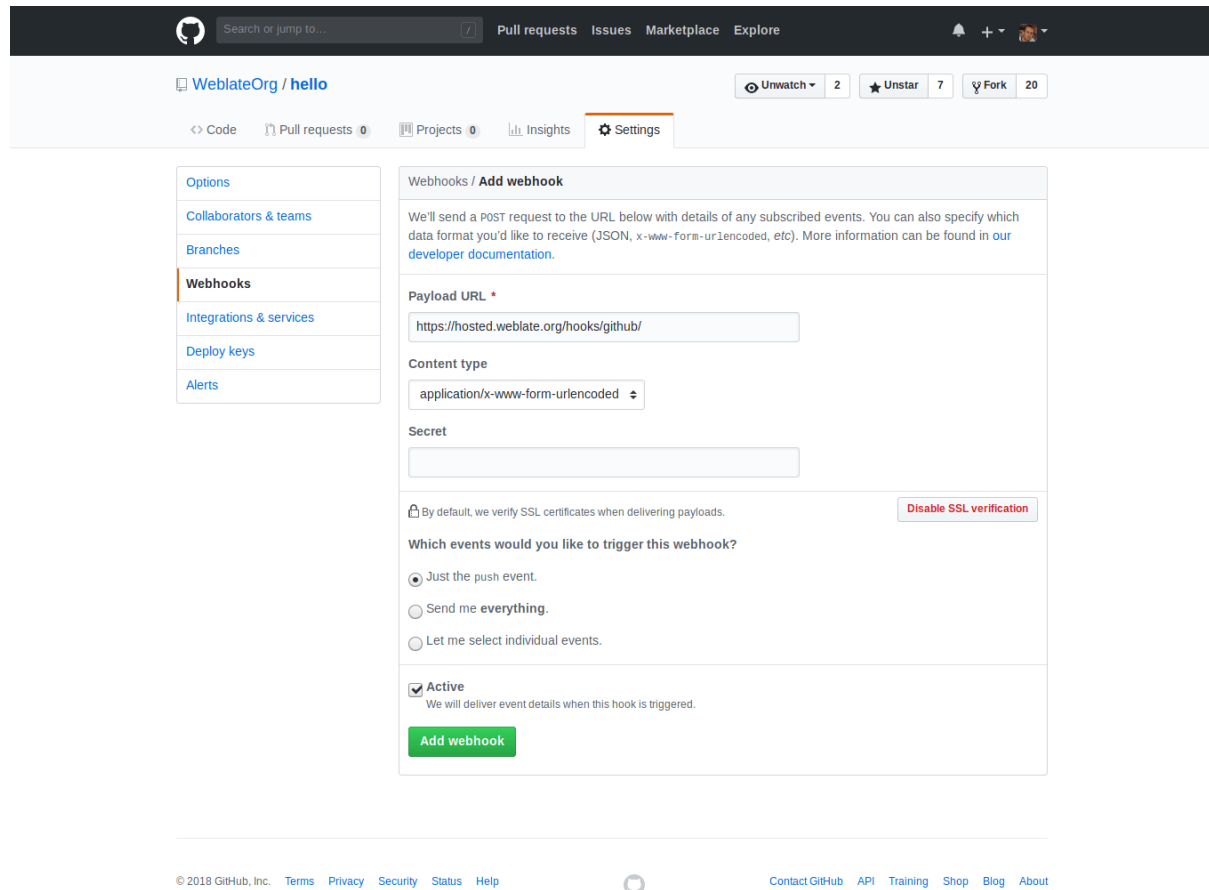 Search or jump to… / Pull requests Issues Marketplace Explore
WeblateOrg / hello Unwatch 2 Unstar 7 Fork 20
Code Pull requests 0 Projects 0 Insights Settings
Options
Collaborators & teams
Branches
Webhooks
Integrations & services
Deploy keys
Alerts
Webhooks / Add webhook
We’ll send a POST request to the URL below with details of any subscribed events. You can also specify which
data format you’d like to receive (JSON, x-www-form-urlencoded, etc). More information can be found in our
developer documentation.
Payload URL *
https://hosted.weblate.org/hooks/github/
Content type
application/x-www-form-urlencoded
Secret
By default, we verify SSL certificates when delivering payloads. Disable SSL verification
Which events would you like to trigger this webhook?
Just the push event.
Send me everything.
Let me select individual events.
Active
We will deliver event details when this hook is triggered.
Add webhook
© 2018 GitHub, Inc. Terms Privacy Security Status Help Contact GitHub API Training Shop Blog About